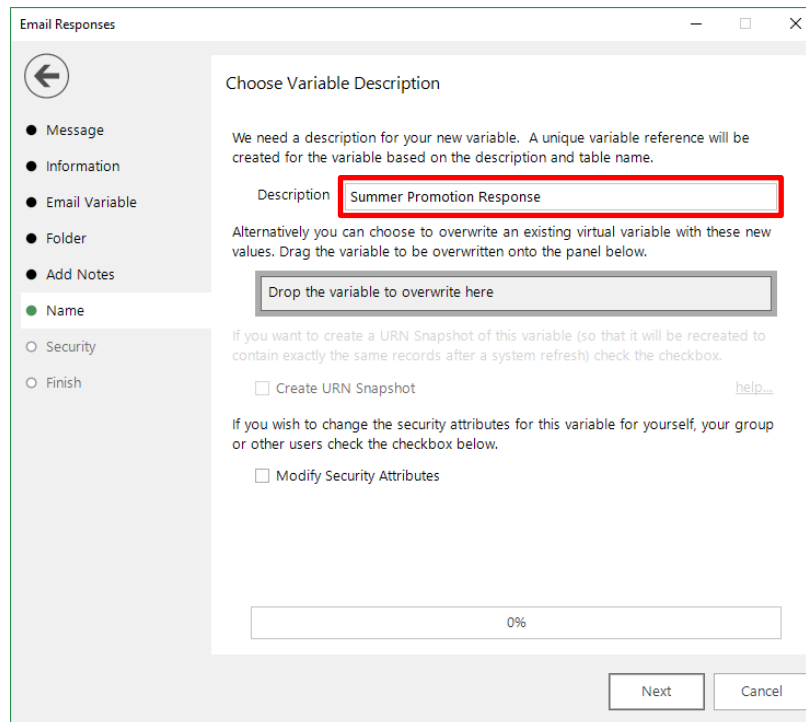 Email Responses
Choose Variable Description
Message
Information
Email Variable
Folder
Add Notes
Name
Security
Finish
We need a description for your new variable. A unique variable reference will be
created for the variable based on the description and table name.
Description Summer Promotion Response
Alternatively you can choose to overwrite an existing virtual variable with these new
values. Drag the variable to be overwritten onto the panel below.
Drop the variable to overwrite here
If you want to create a URN Snapshot of this variable (so that it will be recreated to
contain exactly the same records after a system refresh) check the checkbox.
Create URN Snapshot help...
If you wish to change the security attributes for this variable for yourself, your group
or other users check the checkbox below.
Modify Security Attributes
0%
Next Cancel